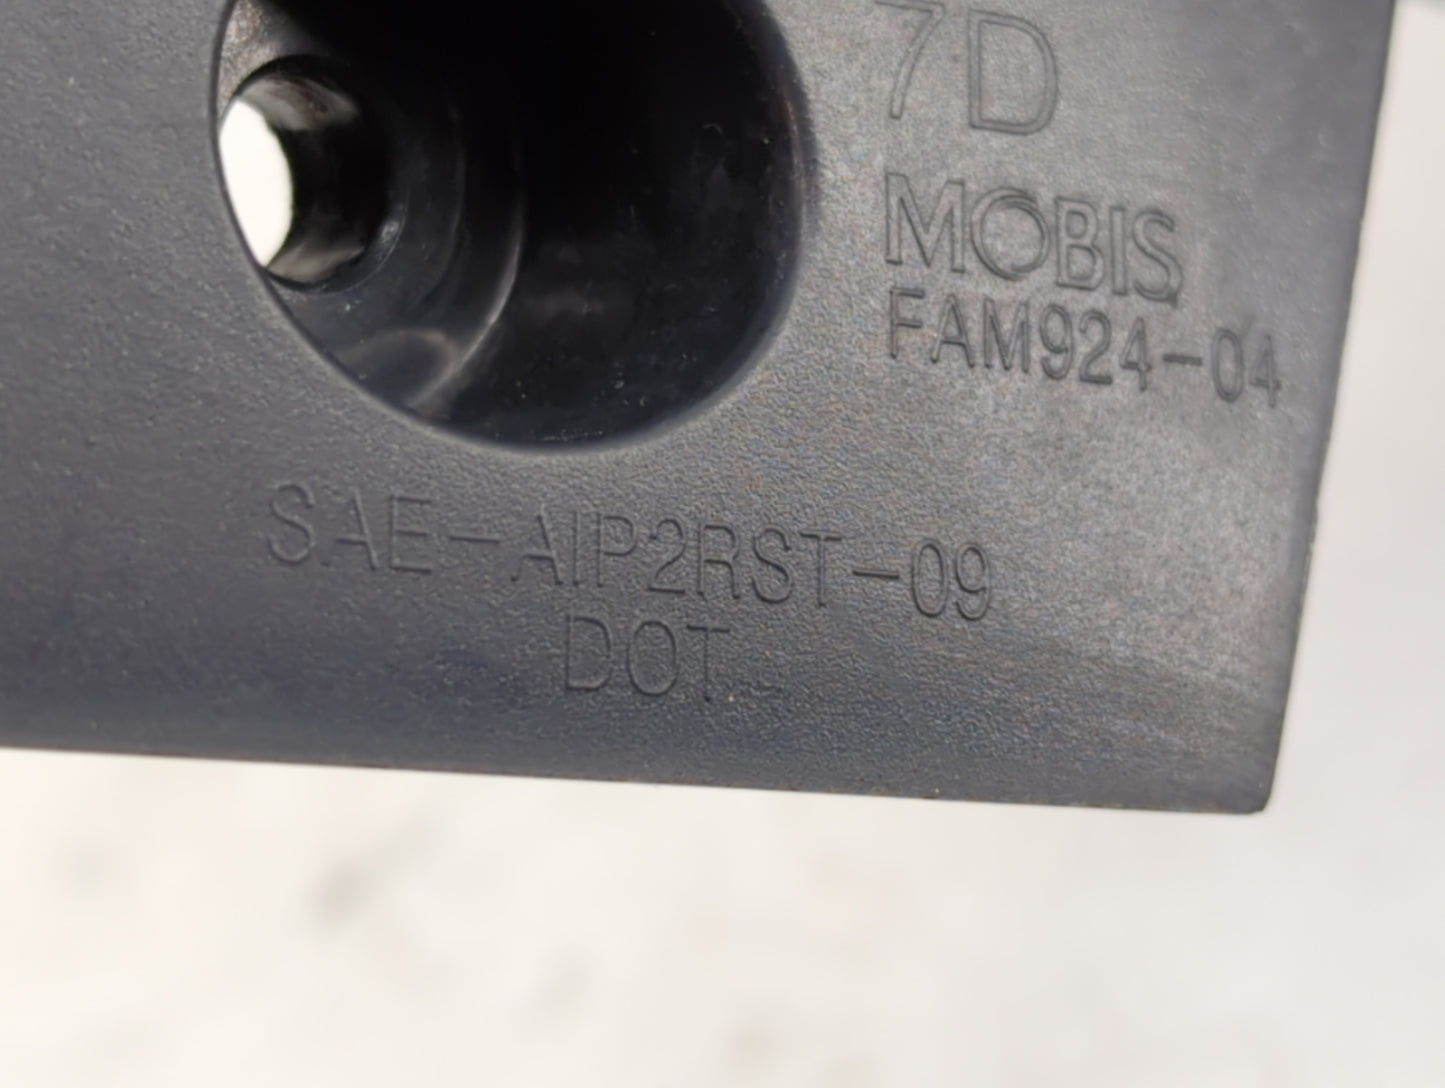 7D
MOBIS
FAM924-04
SAE-AIP2RST-09
DOT